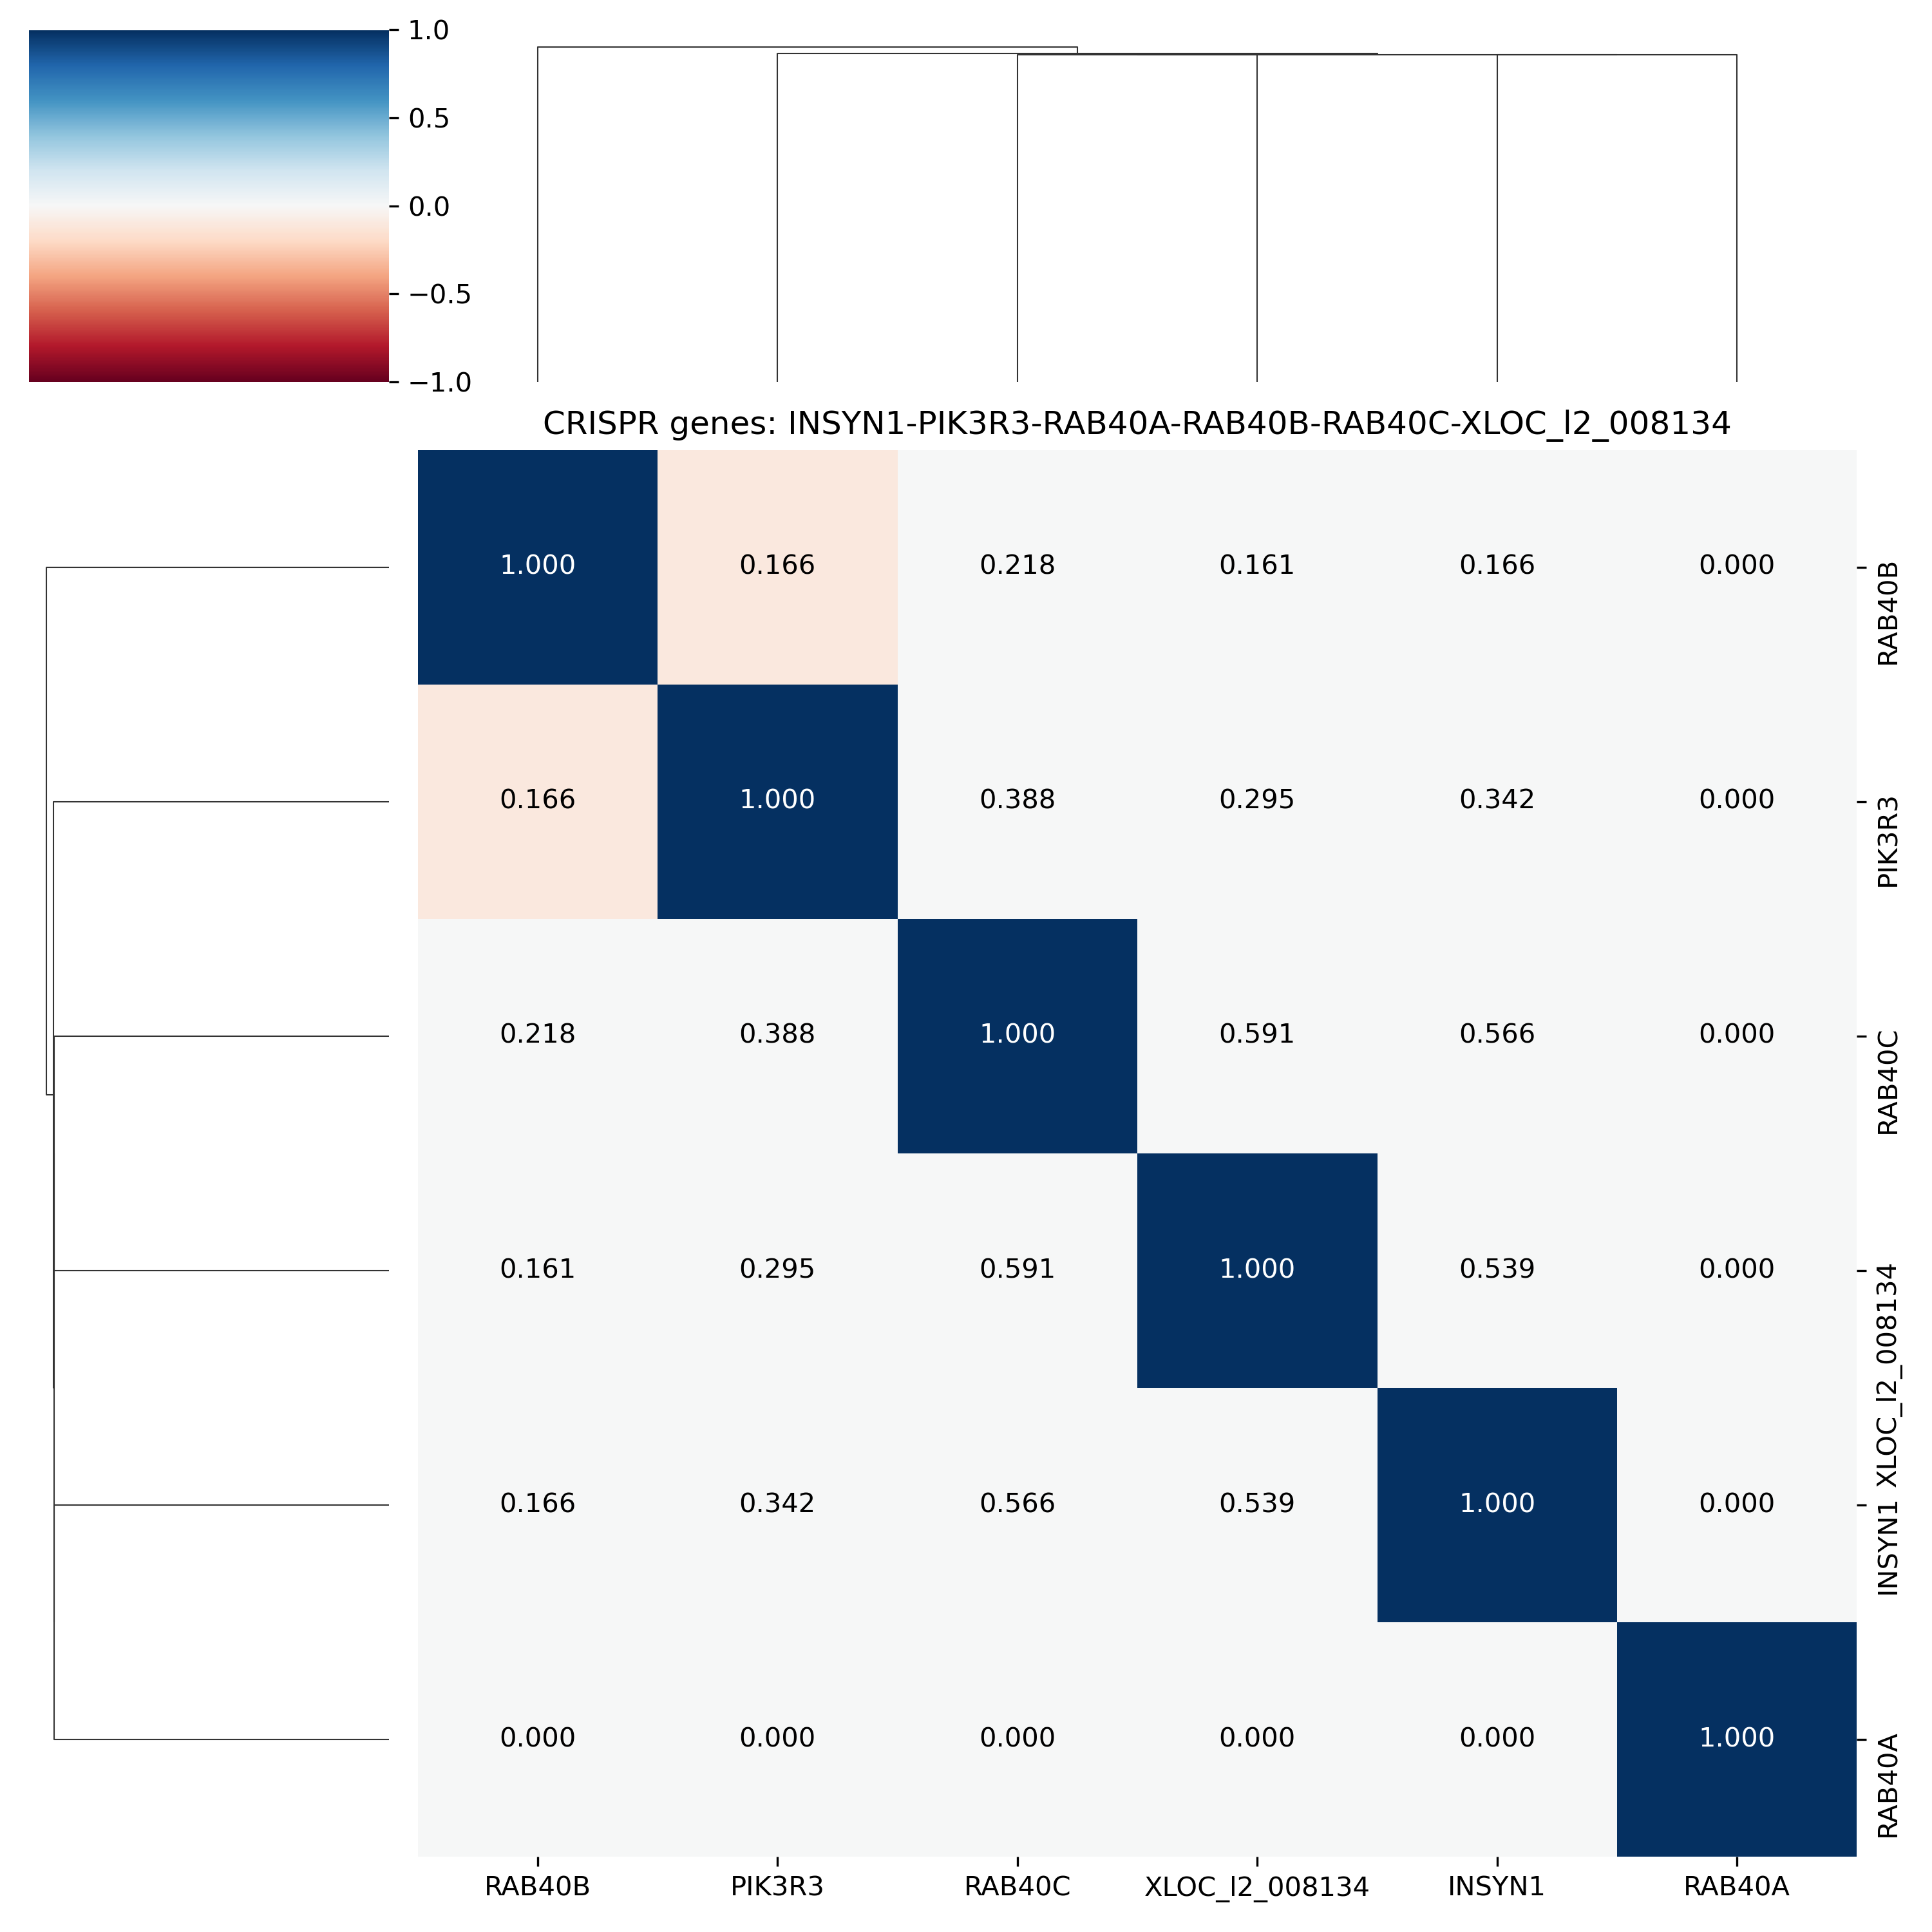 1.0
0.5
0.0
−0.5
−1.0
CRISPR genes: INSYN1-PIK3R3-RAB40A-RAB40B-RAB40C-XLOC_l2_008134
1.000 0.166 0.218 0.161 0.166 0.000 RAB40B
0.166 1.000 0.388 0.295 0.342 0.000 PIK3R3
0.218 0.388 1.000 0.591 0.566 0.000 RAB40C
0.161 0.295 0.591 1.000 0.539 0.000 XLOC_l2_008134
0.166 0.342 0.566 0.539 1.000 0.000 INSYN1
0.000 0.000 0.000 0.000 0.000 1.000 RAB40A
RAB40B PIK3R3 RAB40C XLOC_l2_008134 INSYN1 RAB40A